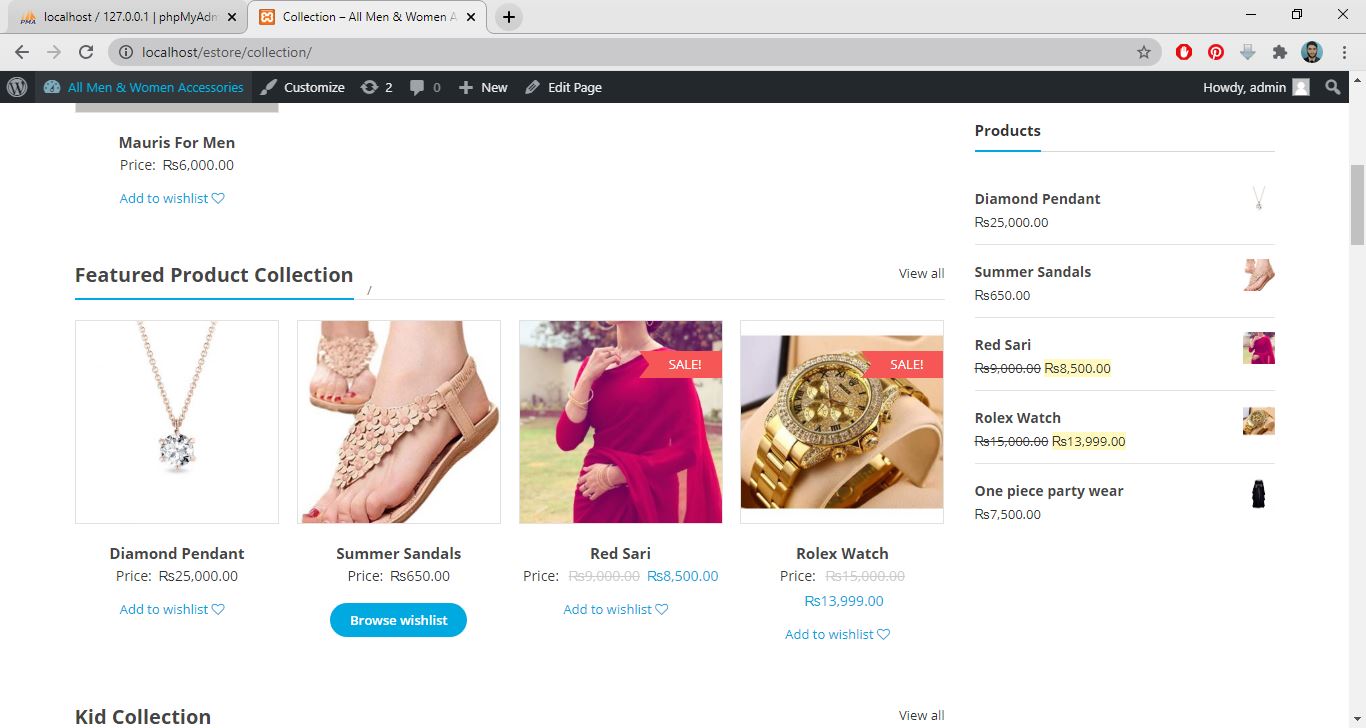 localhost / 127.0.0.1 | phpMyAdm
Collection – All Men & Women A
localhost/estore/collection/
All Men & Women Accessories
Customize
2
0
New
Edit Page
Howdy, admin
Mauris For Men
Price: ₨6,000.00
Add to wishlist
Featured Product Collection
/
View all
SALE!
SALE!
Diamond Pendant
Price: ₨25,000.00
Add to wishlist
Summer Sandals
Price: ₨650.00
Browse wishlist
Red Sari
Price: ₨9,000.00 ₨8,500.00
Add to wishlist
Rolex Watch
Price: ₨15,000.00
₨13,999.00
Add to wishlist
Kid Collection
View all
Products
Diamond Pendant
₨25,000.00
Summer Sandals
₨650.00
Red Sari
₨9,000.00 ₨8,500.00
Rolex Watch
₨15,000.00 ₨13,999.00
One piece party wear
₨7,500.00